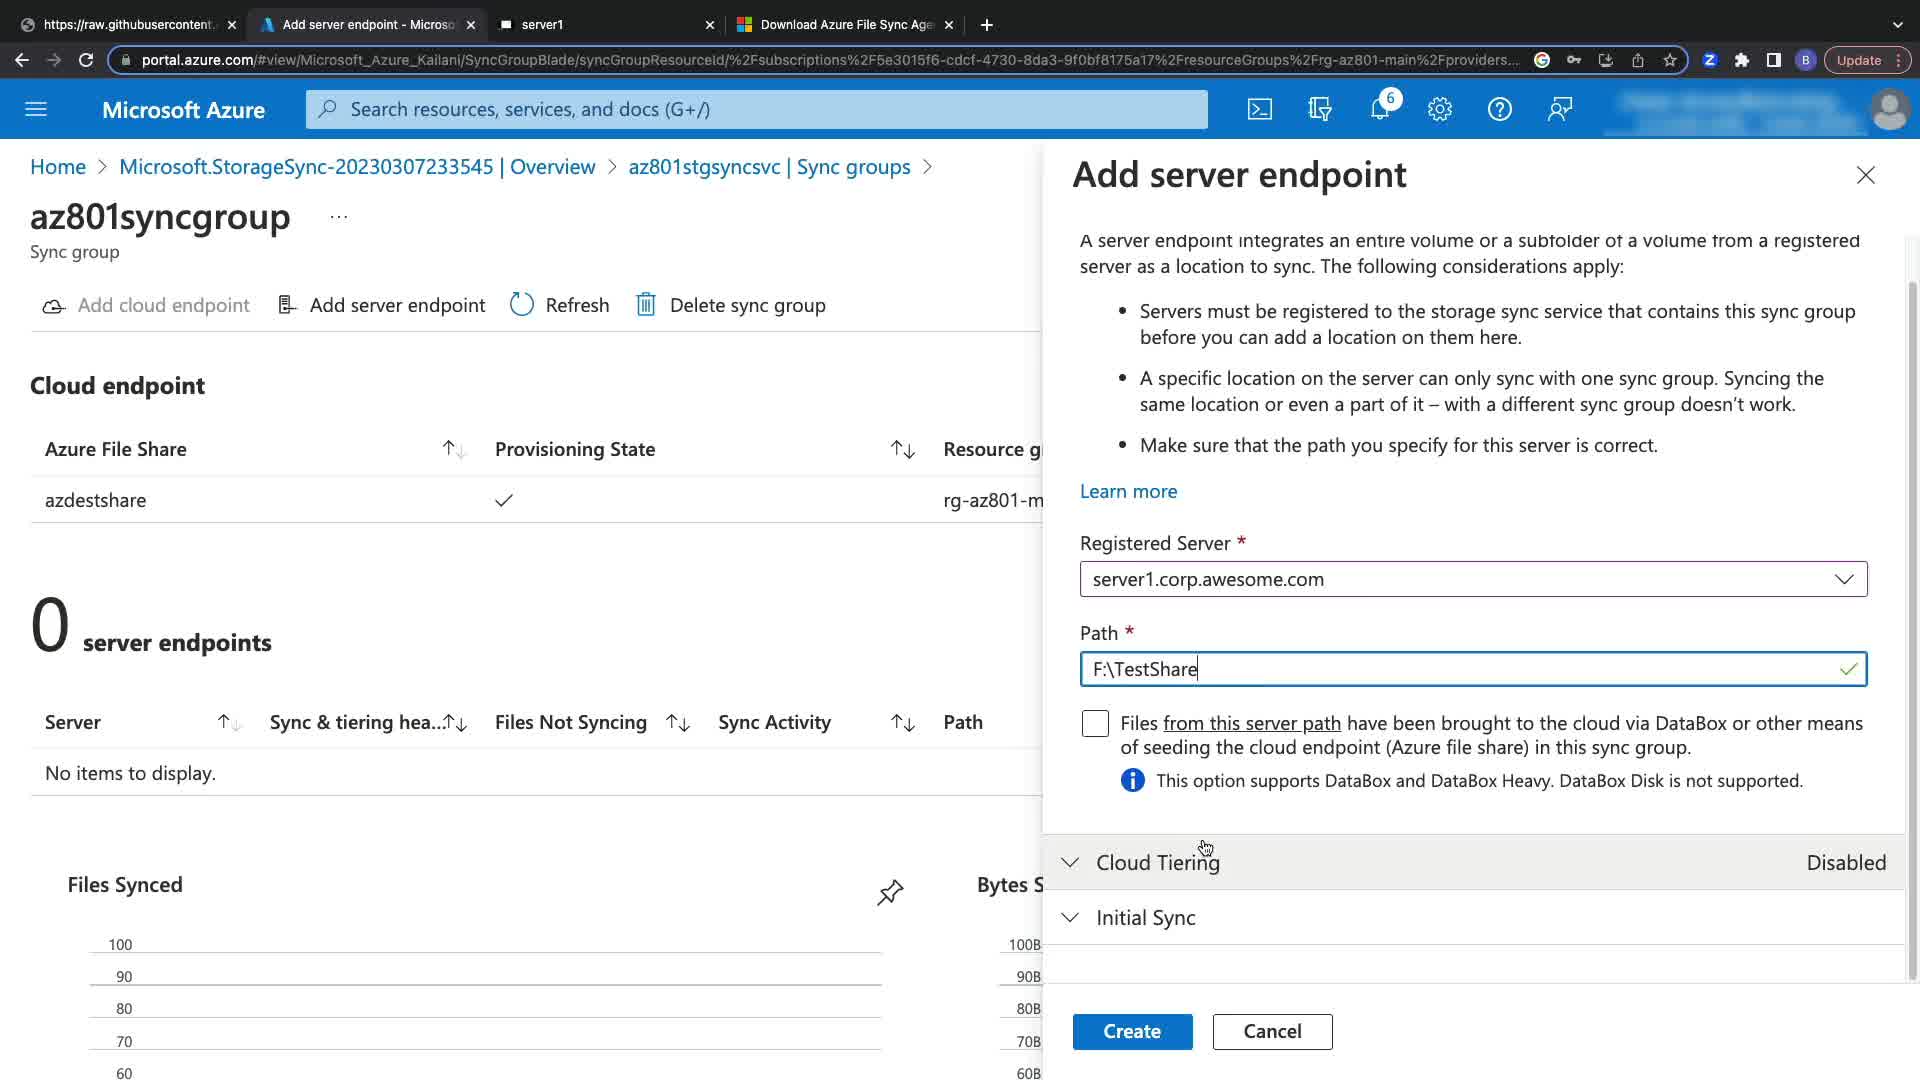 https://raw.githubusercontent.
Add server endpoint - Microso
server1
Download Azure File Sync Age
portal.azure.com/#view/Microsoft_Azure_Kailani/SyncGroupBlade/syncGroupResourceId/%2Fsubscriptions%2F5e3015f6-cdcf-4730-8da3-9f0bf8175a17%2FresourceGroups%2Frg-az801-main%2Fproviders...
B
Update
Microsoft Azure
Search resources, services, and docs (G+/)
6
Home > Microsoft.StorageSync-20230307233545 | Overview > az801stgsyncsvc | Sync groups >
az801syncgroup ...
Sync group
Add cloud endpoint
Add server endpoint
Refresh
Delete sync group
Cloud endpoint
Azure File Share
Provisioning State
Resource g
azdestshare
rg-az801-m
0 server endpoints
Server
Sync & tiering hea...
Files Not Syncing
Sync Activity
Path
No items to display.
Files Synced
100
90
80
70
60
Bytes S
100B
90B
80B
70B
60B
Add server endpoint
A server endpoint integrates an entire volume or a subfolder of a volume from a registered
server as a location to sync. The following considerations apply:
• Servers must be registered to the storage sync service that contains this sync group
before you can add a location on them here.
• A specific location on the server can only sync with one sync group. Syncing the
same location or even a part of it – with a different sync group doesn't work.
• Make sure that the path you specify for this server is correct.
Learn more
Registered Server *
server1.corp.awesome.com
Path *
F:\TestShare
Files from this server path have been brought to the cloud via DataBox or other means
of seeding the cloud endpoint (Azure file share) in this sync group.
This option supports DataBox and DataBox Heavy. DataBox Disk is not supported.
Cloud Tiering
Disabled
Initial Sync
Create
Cancel